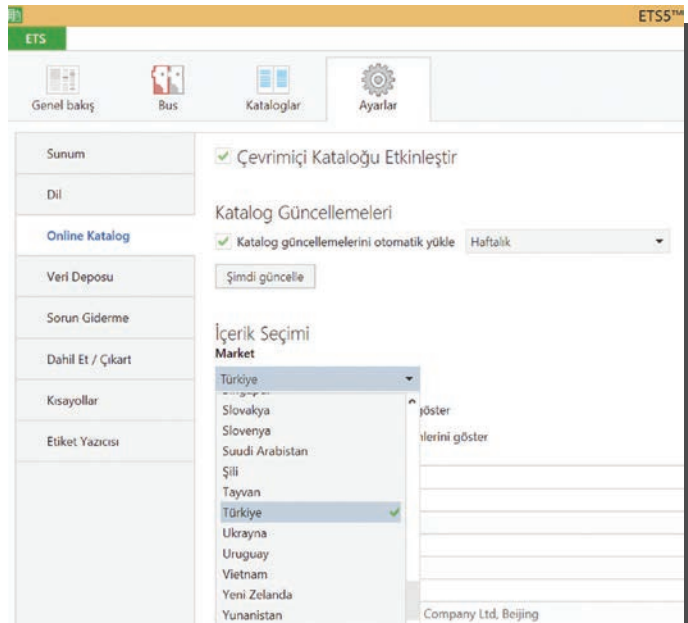 ETS5™
ETS
Genel bakış
Bus
Kataloglar
Ayarlar
Sunum
Dil
Online Katalog
Veri Deposu
Sorun Giderme
Dahil Et / Çıkart
Kısayollar
Etiket Yazıcısı
Çevrimiçi Kataloğu Etkinleştir
Katalog Güncellemeleri
Katalog güncellemelerini otomatik yükle Haftalık
Şimdi güncelle
İçerik Seçimi
Market
Türkiye
Singapur
Slovakya
göster
Slovenya
göster
Suudi Arabistan
Şili
Tayvan
Türkiye
Ukrayna
Uruguay
Vietnam
Yeni Zelanda
Yunanistan
Company Ltd, Beijing